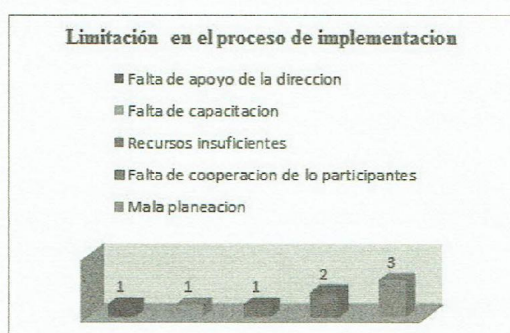 Limitación en el proceso de implementacion
Falta de apoyo de la direccion
Falta de capacitacion
Recursos insuficientes
Falta de cooperacion de lo participantes
Mala planeacion
1 1 1 2 3